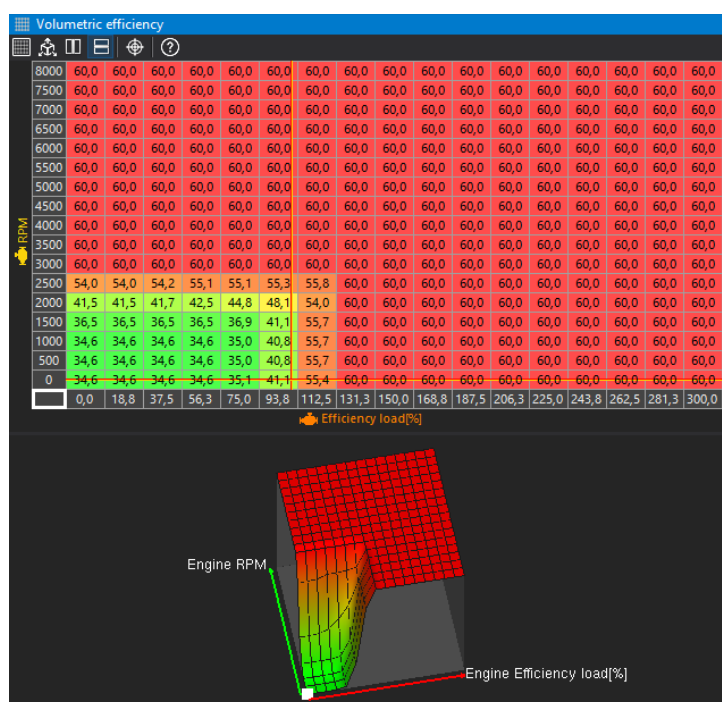 Volumetric efficiency
8000 60,0 60,0 60,0 60,0 60,0 60,0 60,0 60,0 60,0 60,0 60,0 60,0 60,0 60,0 60,0 60,0 60,0
7500 60,0 60,0 60,0 60,0 60,0 60,0 60,0 60,0 60,0 60,0 60,0 60,0 60,0 60,0 60,0 60,0 60,0
7000 60,0 60,0 60,0 60,0 60,0 60,0 60,0 60,0 60,0 60,0 60,0 60,0 60,0 60,0 60,0 60,0 60,0
6500 60,0 60,0 60,0 60,0 60,0 60,0 60,0 60,0 60,0 60,0 60,0 60,0 60,0 60,0 60,0 60,0 60,0
6000 60,0 60,0 60,0 60,0 60,0 60,0 60,0 60,0 60,0 60,0 60,0 60,0 60,0 60,0 60,0 60,0 60,0
5500 60,0 60,0 60,0 60,0 60,0 60,0 60,0 60,0 60,0 60,0 60,0 60,0 60,0 60,0 60,0 60,0 60,0
5000 60,0 60,0 60,0 60,0 60,0 60,0 60,0 60,0 60,0 60,0 60,0 60,0 60,0 60,0 60,0 60,0 60,0
4500 60,0 60,0 60,0 60,0 60,0 60,0 60,0 60,0 60,0 60,0 60,0 60,0 60,0 60,0 60,0 60,0 60,0
4000 60,0 60,0 60,0 60,0 60,0 60,0 60,0 60,0 60,0 60,0 60,0 60,0 60,0 60,0 60,0 60,0 60,0
RPM
3500 60,0 60,0 60,0 60,0 60,0 60,0 60,0 60,0 60,0 60,0 60,0 60,0 60,0 60,0 60,0 60,0 60,0
3000 60,0 60,0 60,0 60,0 60,0 60,0 60,0 60,0 60,0 60,0 60,0 60,0 60,0 60,0 60,0 60,0 60,0
2500 54,0 54,0 54,2 55,1 55,1 55,3 55,8 60,0 60,0 60,0 60,0 60,0 60,0 60,0 60,0 60,0 60,0
2000 41,5 41,5 41,7 42,5 44,8 48,1 54,0 60,0 60,0 60,0 60,0 60,0 60,0 60,0 60,0 60,0 60,0
1500 36,5 36,5 36,5 36,5 36,9 41,1 55,7 60,0 60,0 60,0 60,0 60,0 60,0 60,0 60,0 60,0 60,0
1000 34,6 34,6 34,6 34,6 35,0 40,8 55,7 60,0 60,0 60,0 60,0 60,0 60,0 60,0 60,0 60,0 60,0
500 34,6 34,6 34,6 34,6 35,0 40,8 55,7 60,0 60,0 60,0 60,0 60,0 60,0 60,0 60,0 60,0 60,0
0 34,6 34,6 34,6 34,6 35,1 41,1 55,4 60,0 60,0 60,0 60,0 60,0 60,0 60,0 60,0 60,0 60,0
0,0 18,8 37,5 56,3 75,0 93,8 112,5 131,3 150,0 168,8 187,5 206,3 225,0 243,8 262,5 281,3 300,0
Efficiency load[%]
Engine RPM
Engine Efficiency load[%]